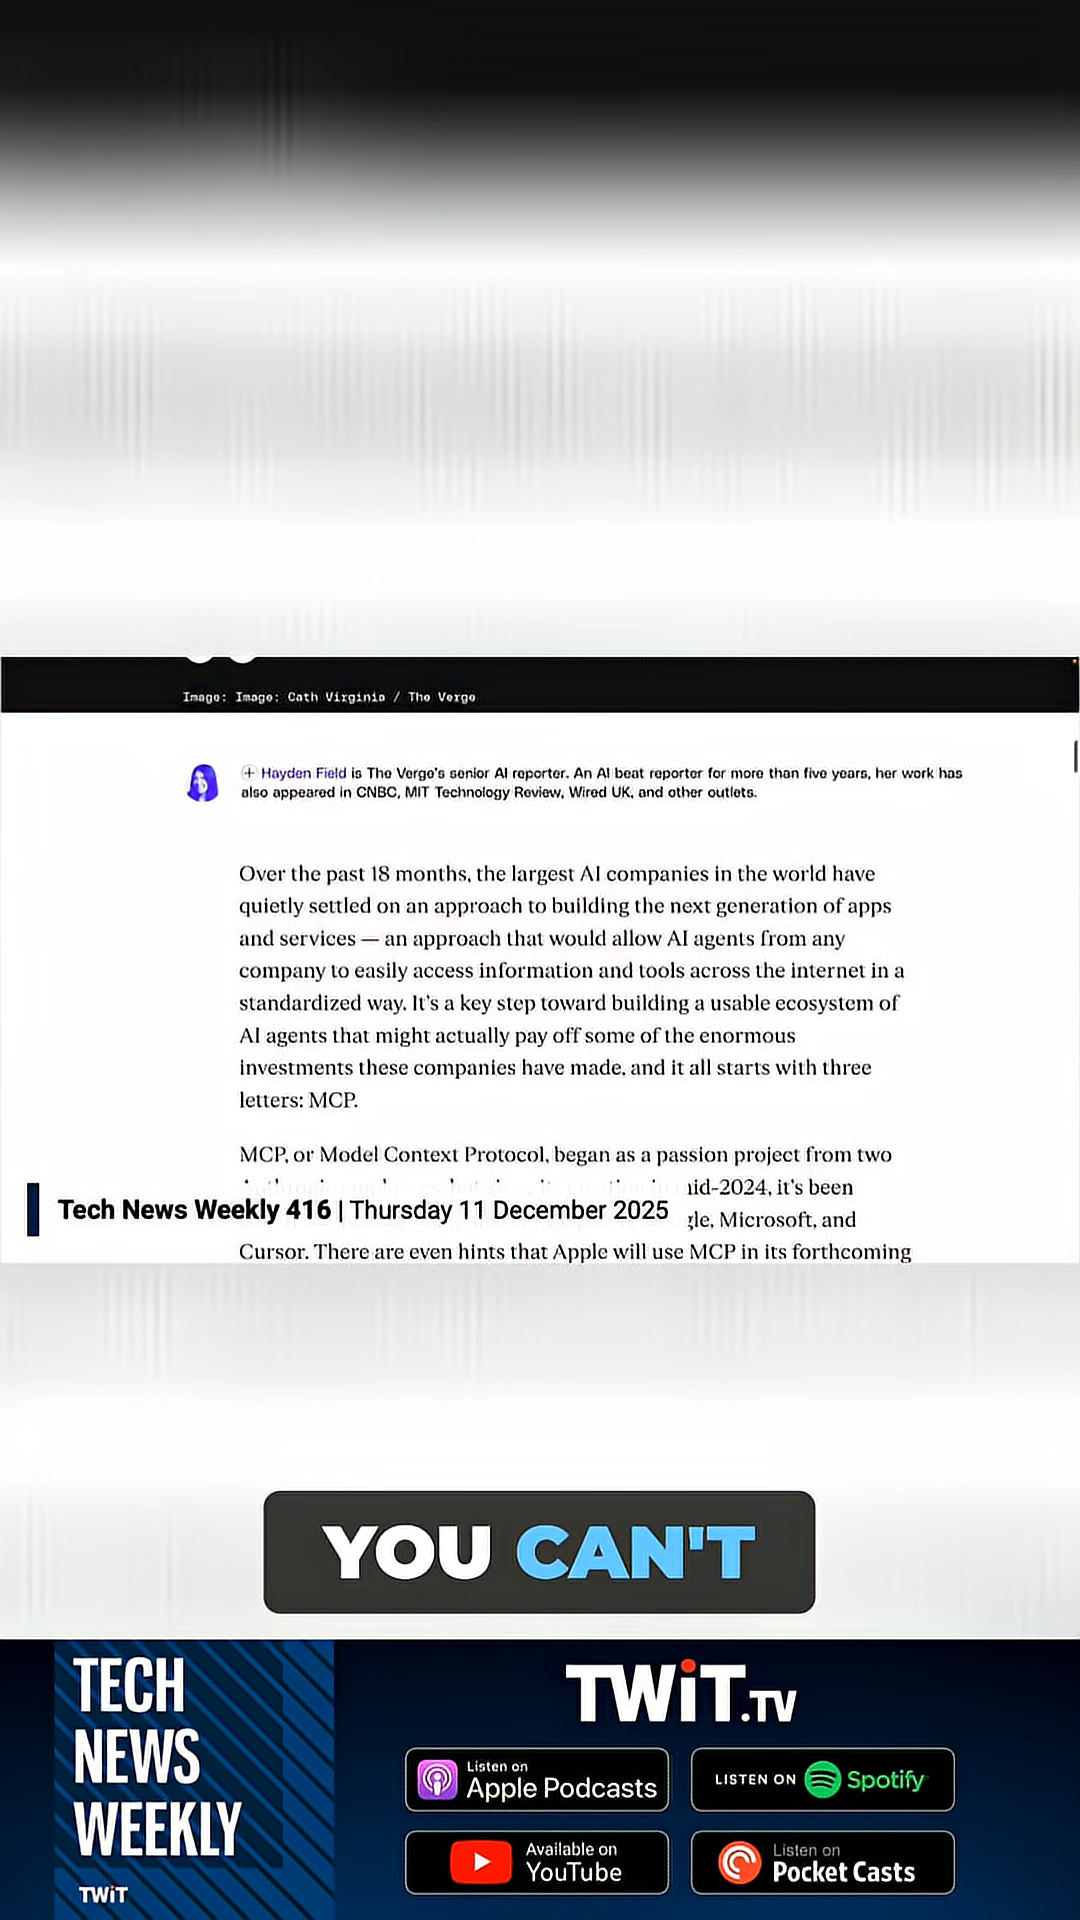 Image: Image: Cath Virginia / The Verge
Hayden Field is The Verge's senior AI reporter. An AI beat reporter for more than five years, her work has
also appeared in CNBC, MIT Technology Review, Wired UK, and other outlets.
Over the past 18 months, the largest AI companies in the world have
quietly settled on an approach to building the next generation of apps
and services — an approach that would allow AI agents from any
company to easily access information and tools across the internet in a
standardized way. It's a key step toward building a usable ecosystem of
AI agents that might actually pay off some of the enormous
investments these companies have made, and it all starts with three
letters: MCP.
MCP, or Model Context Protocol, began as a passion project from two
it's been
Tech News Weekly 416 | Thursday 11 December 2025
Microsoft, and
Cursor. There are even hints that Apple will use MCP in its forthcoming
YOU CAN'T
TECH
NEWS
WEEKLY
TWiT
TWiT.TV
Listen on
Apple Podcasts
LISTEN ON Spotify
Available on
YouTube
Listen on
Pocket Casts